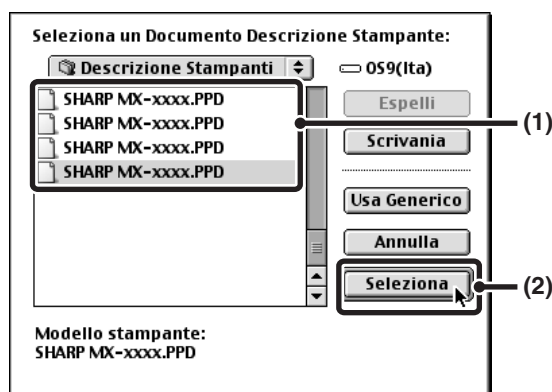 Seleziona un Documento Descrizione Stampante:
Descrizione Stampanti
OS9(Ita)
SHARP MX-xxxx.PPD
SHARP MX-xxxx.PPD
SHARP MX-xxxx.PPD
SHARP MX-xxxx.PPD
Espelli
(1)
Scrivania
Usa Generico
Annulla
Seleziona
(2)
Modello stampante:
SHARP MX-xxxx.PPD